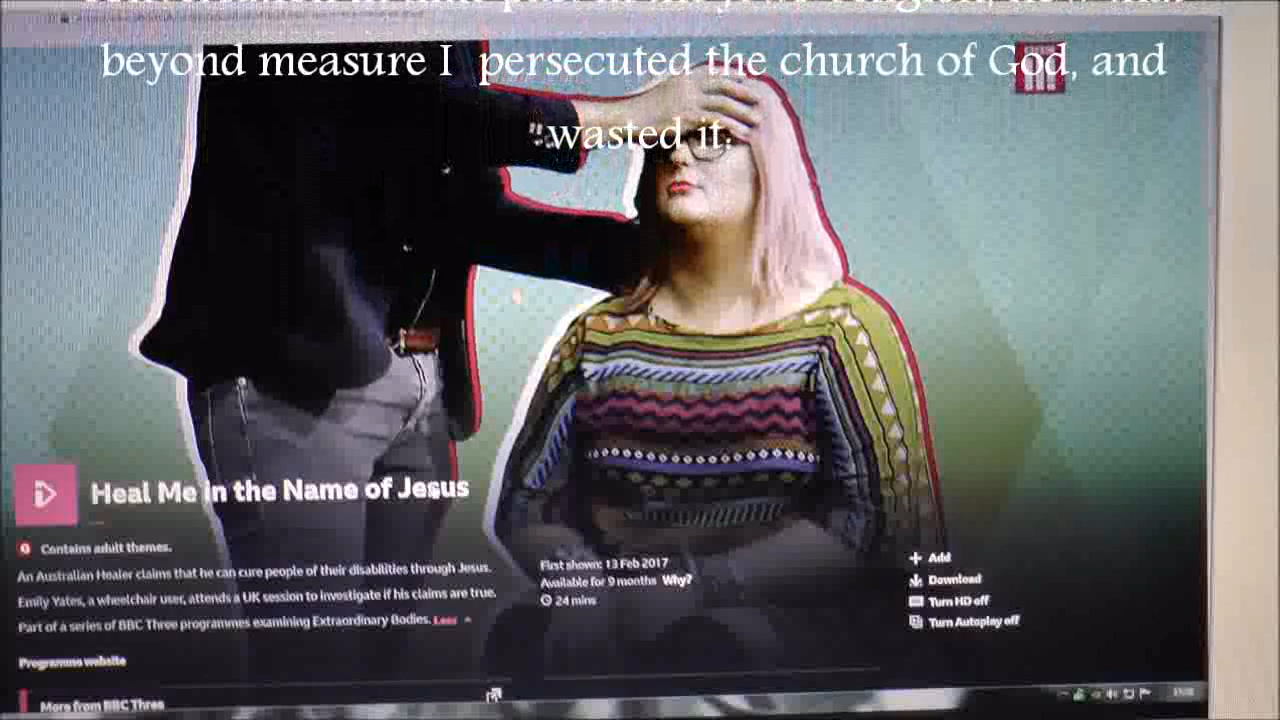 beyond measure I persecuted the church of God, and
wasted it:
Heal Me in the Name of Jesus
Contains adult themes.
An Australian Healer claims that he can cure people of their disabilities through Jesus.
Emily Yates, a wheelchair user, attends a UK session to investigate if his claims are true.
Part of a series of BBC Three programmes examining Extraordinary Bodies. Less
First shown: 13 Feb 2017
Available for 9 months Why?
24 mins
Add
Download
Turn HD off
Turn Autoplay off
Programme website
More from BBC Three